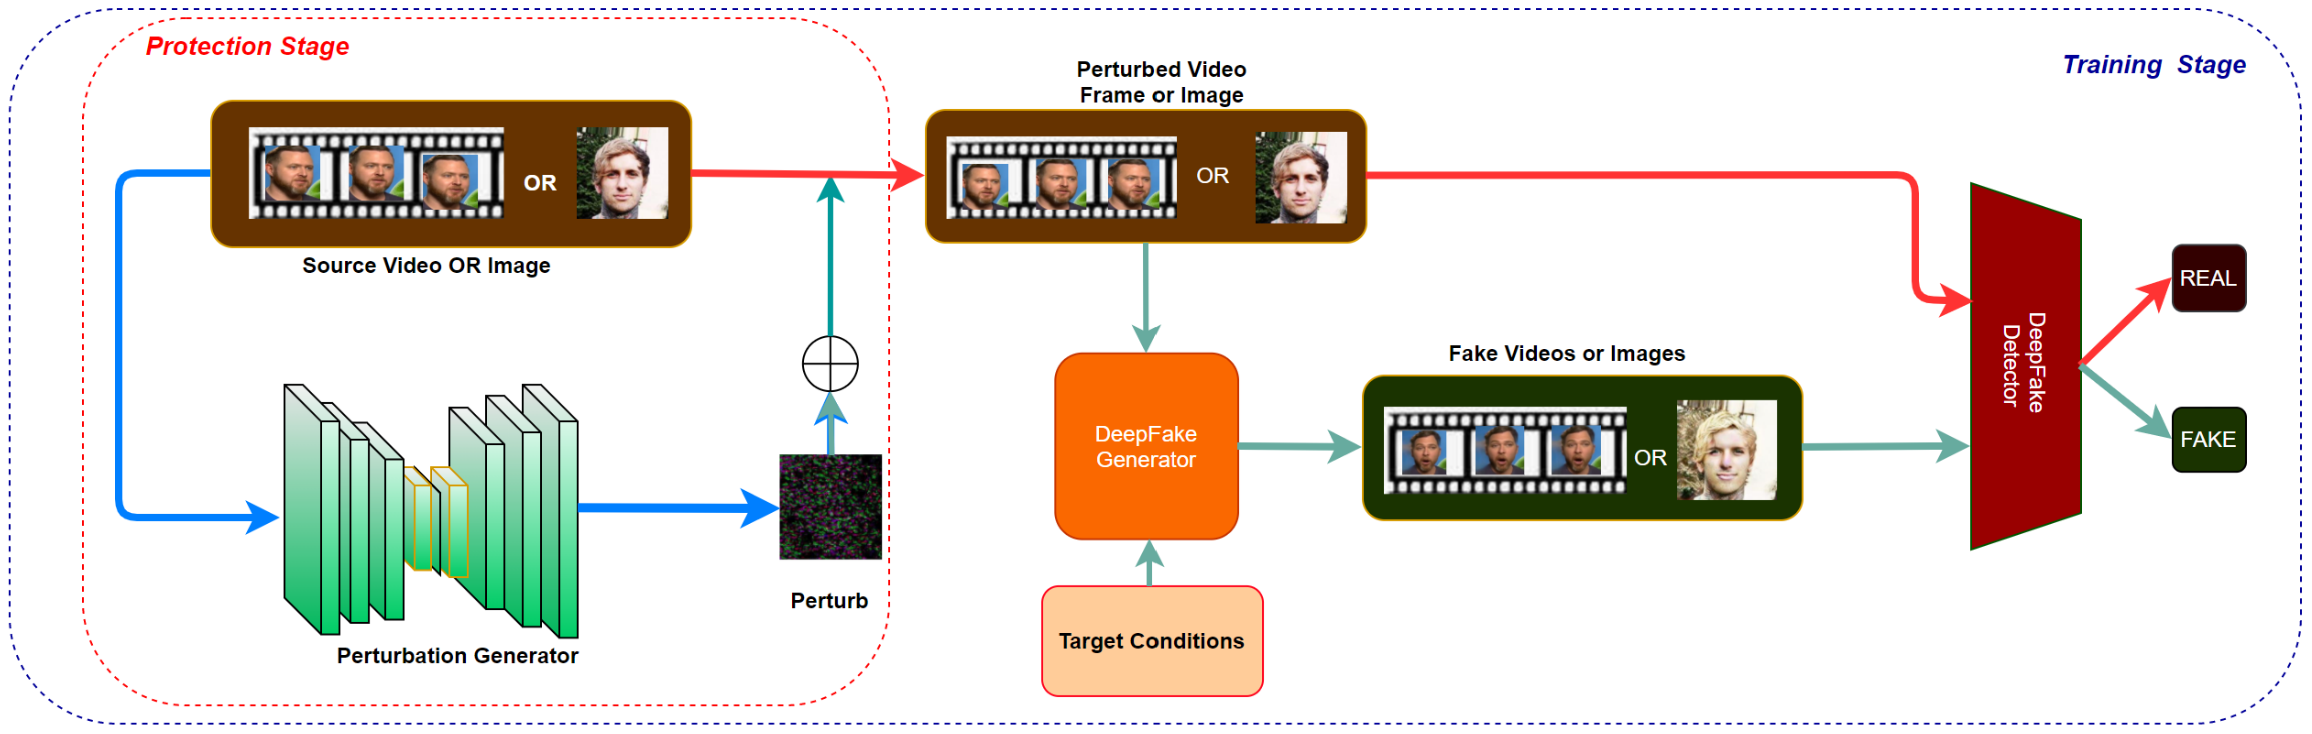 Protection Stage
Training Stage
Perturbed Video
Frame or Image
OR
OR
Source Video OR Image
REAL
DeepFake
Detector
Fake Videos or Images
DeepFake
Generator
OR
FAKE
Perturb
Target Conditions
Perturbation Generator